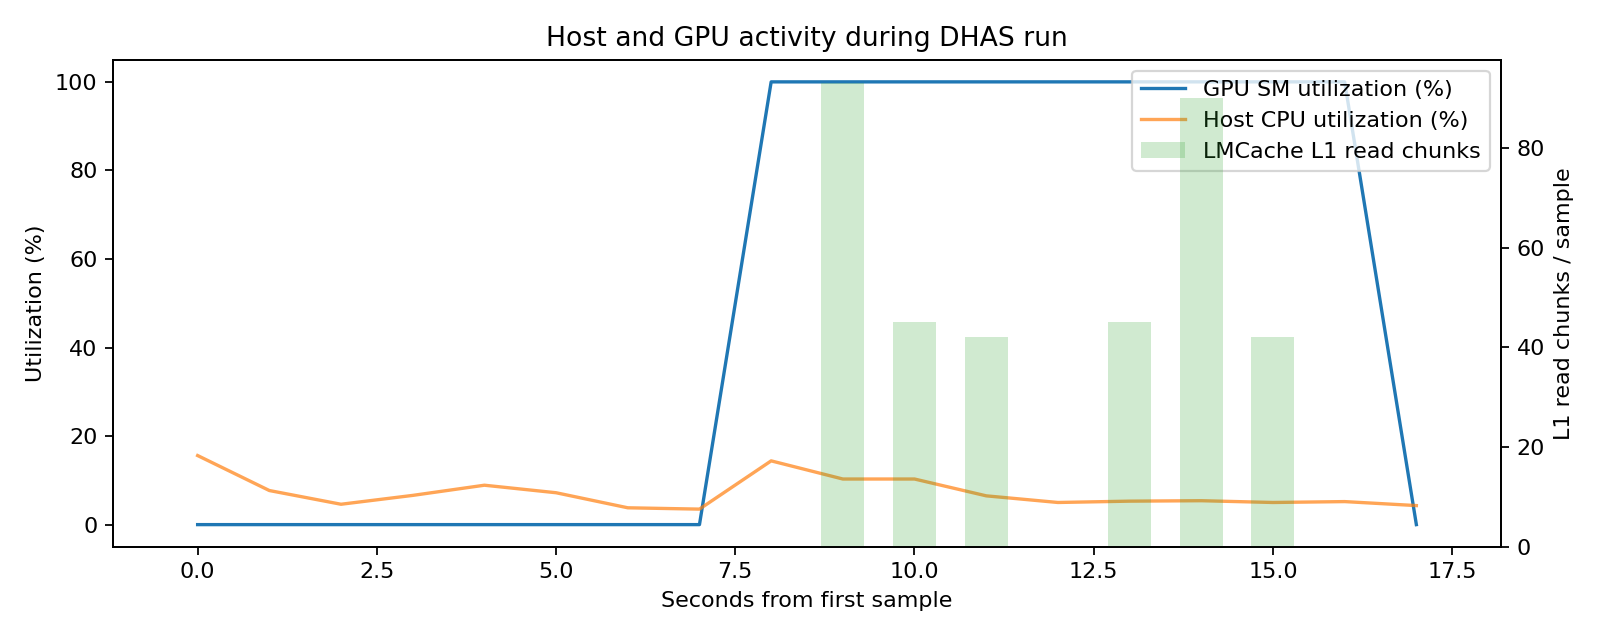 Host and GPU activity during DHAS run
GPU SM utilization (%)
Host CPU utilization (%)
LMCache L1 read chunks
Utilization (%)
100
80
60
40
20
0
L1 read chunks / sample
80
60
40
20
0
0.0 2.5 5.0 7.5 10.0 12.5 15.0 17.5
Seconds from first sample